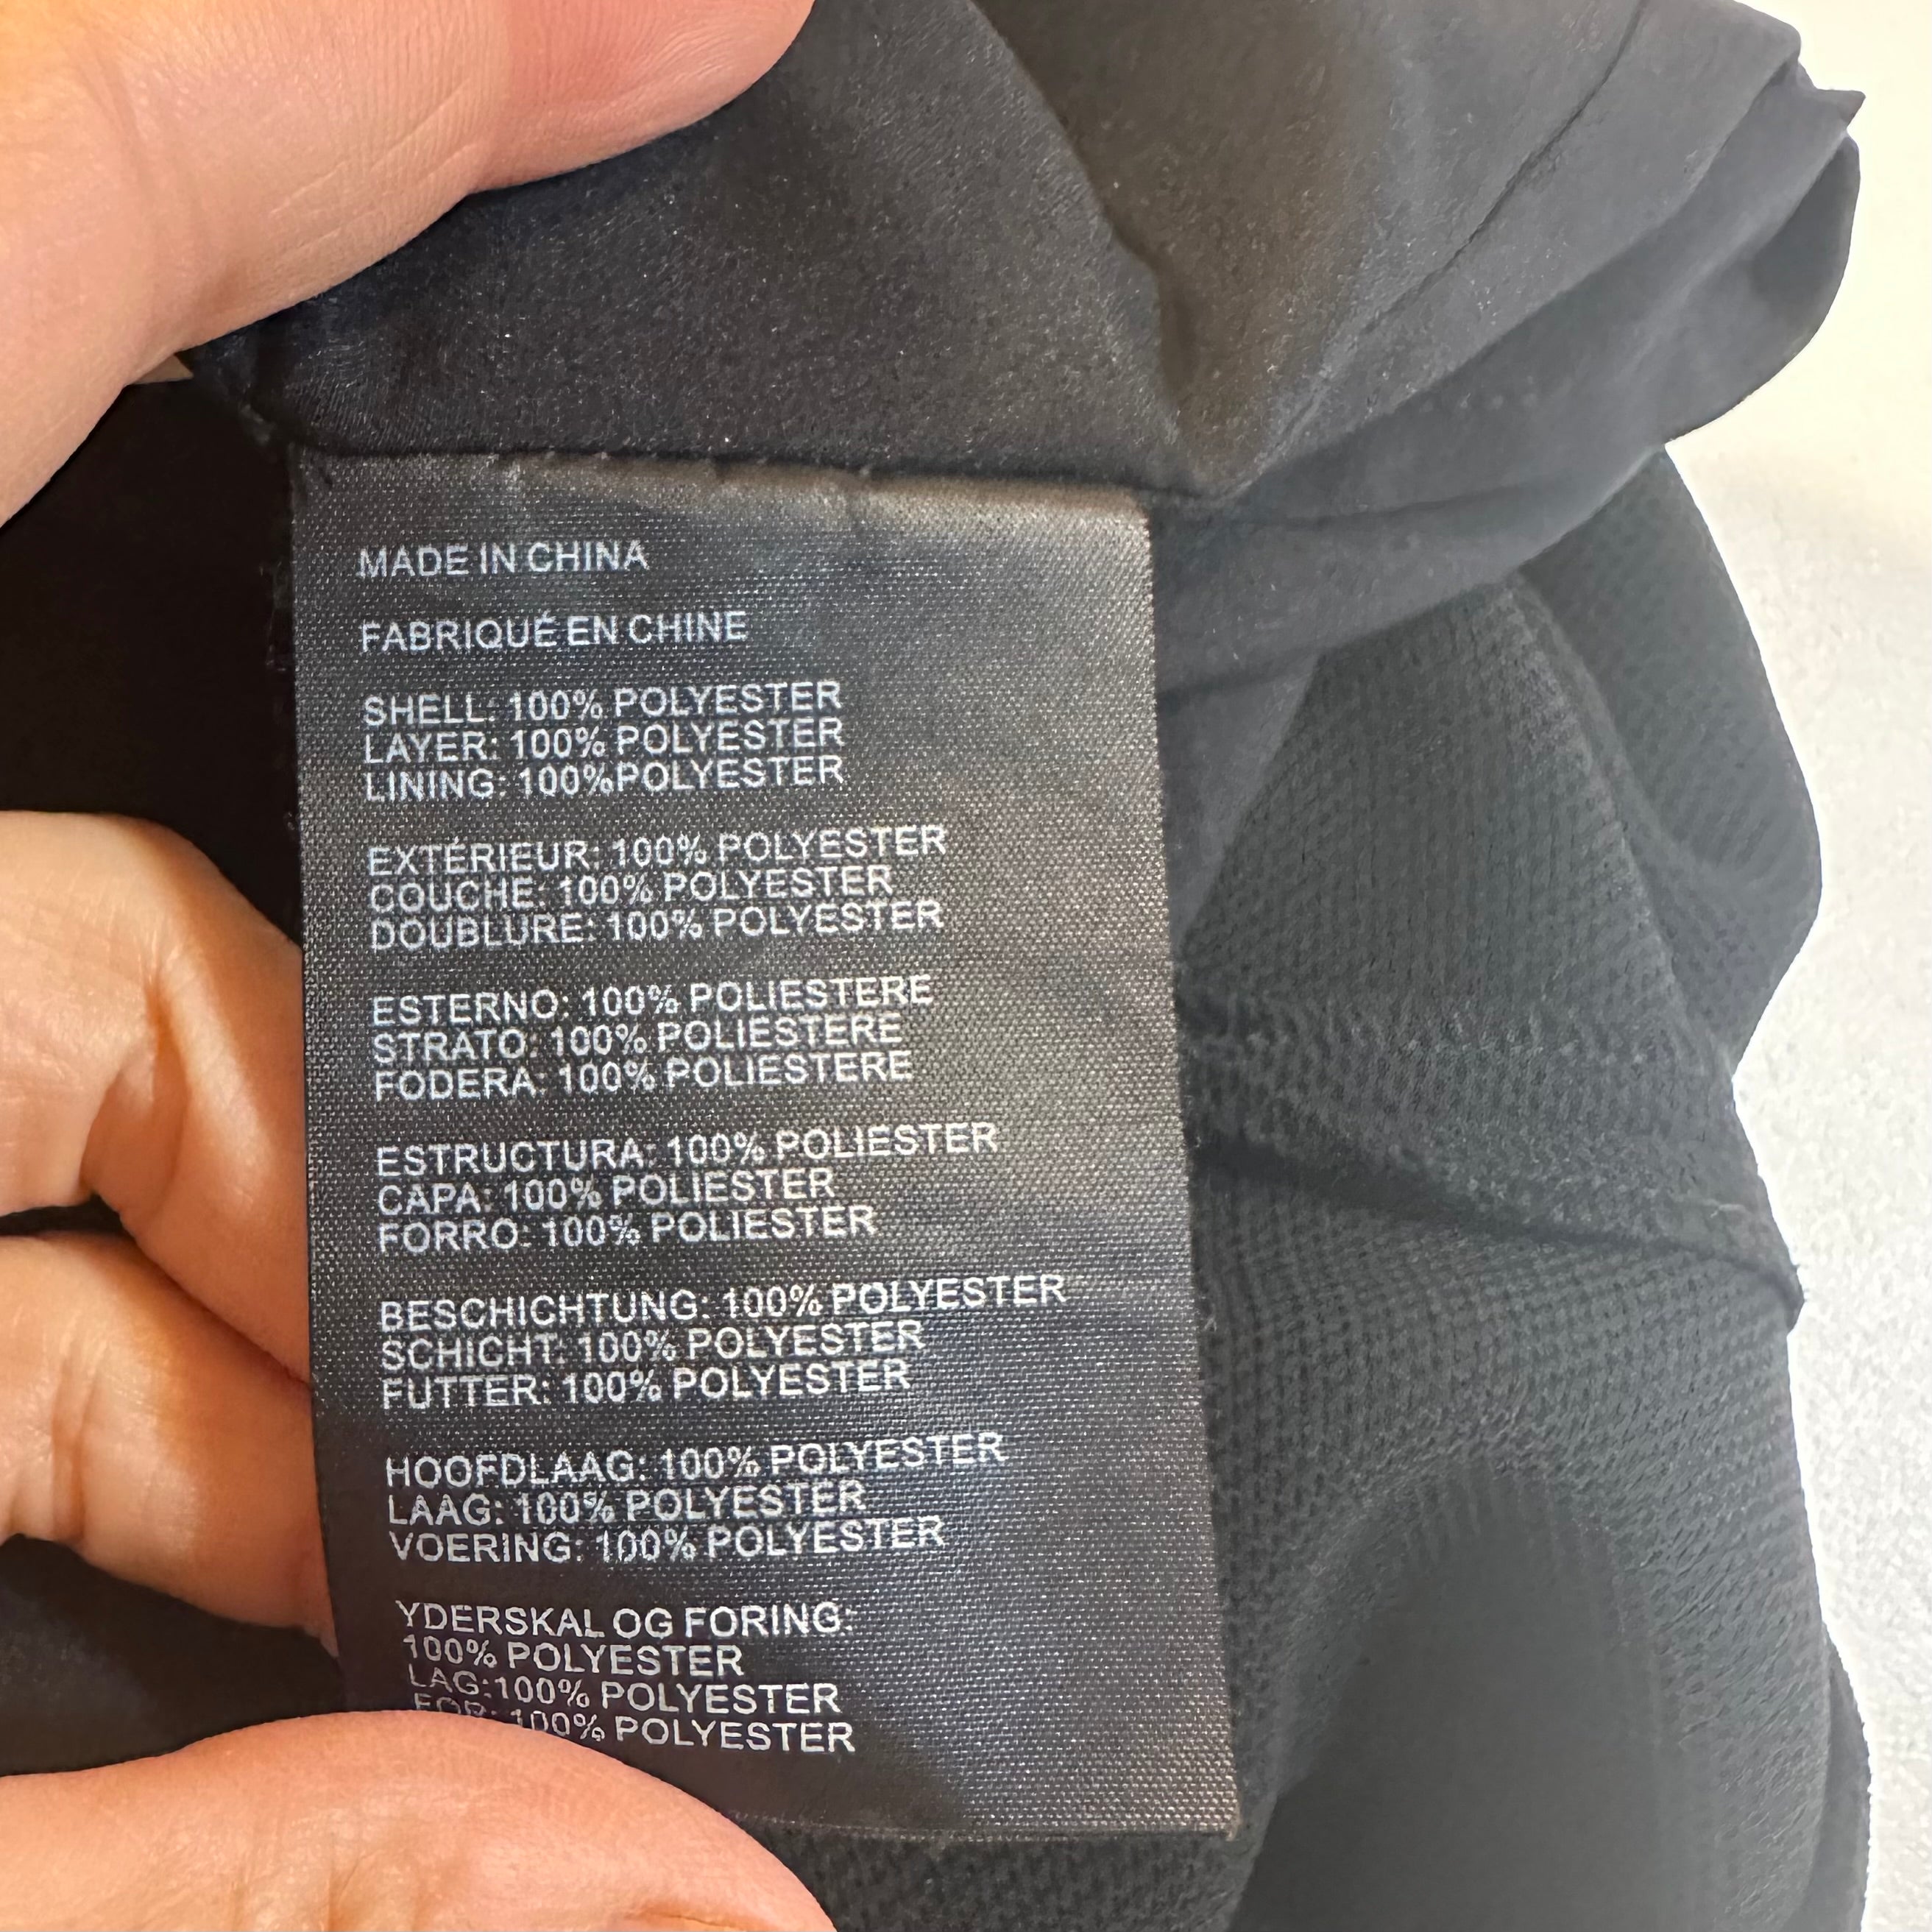 MADE IN CHINA
FABRIQUÉ EN CHINE
SHELL: 100% POLYESTER
LAYER: 100% POLYESTER
LINING: 100%POLYESTER
EXTÉRIEUR: 100% POLYESTER
COUCHE: 100% POLYESTER
DOUBLURE: 100% POLYESTER
ESTERNO: 100% POLIESTERE
STRATO: 100% POLIESTERE
FODERA: 100% POLIESTERE
ESTRUCTURA: 100% POLIESTER
CAPA: 100% POLIESTER
FORRO: 100% POLIESTER
BESCHICHTUNG: 100% POLYESTER
SCHICHT: 100% POLYESTER
FUTTER: 100% POLYESTER
HOOFDLAAG: 100% POLYESTER
LAAG: 100% POLYESTER
VOERING: 100% POLYESTER
YDERSKAL OG FORING:
100% POLYESTER
LAG:100% POLYESTER
100% POLYESTER